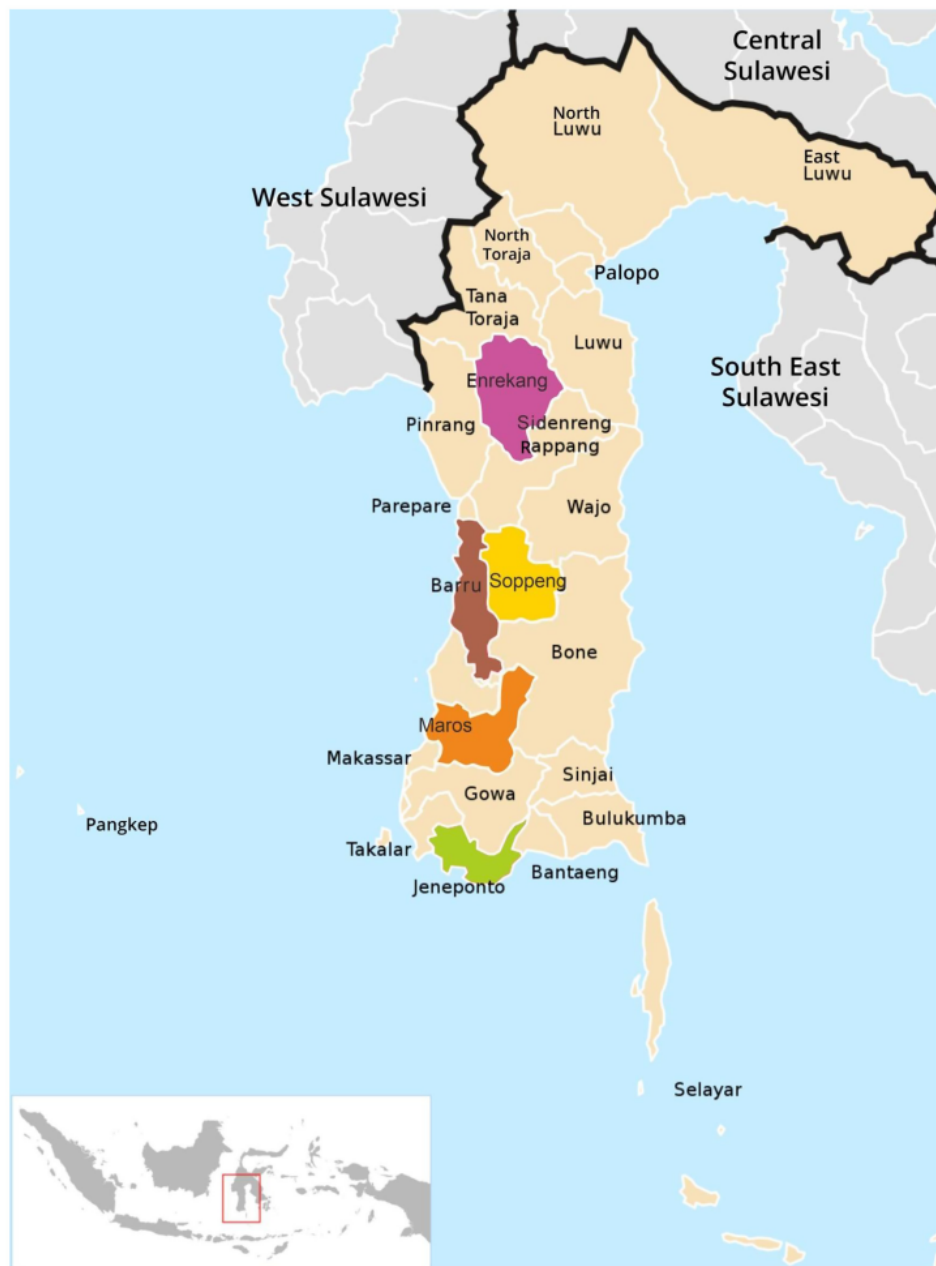 Central
Sulawesi
North
Luwu
East
Luwu
West Sulawesi
North
Toraja
Palopo
Tana
Toraja
Luwu
South East
Sulawesi
Enrekang
Pinrang
Sidenreng
Rappang
Parepare
Wajo
Barru
Soppeng
Bone
Maros
Makassar
Sinjai
Gowa
Bulukumba
Pangkep
Takalar
Bantaeng
Jeneponto
Selayar